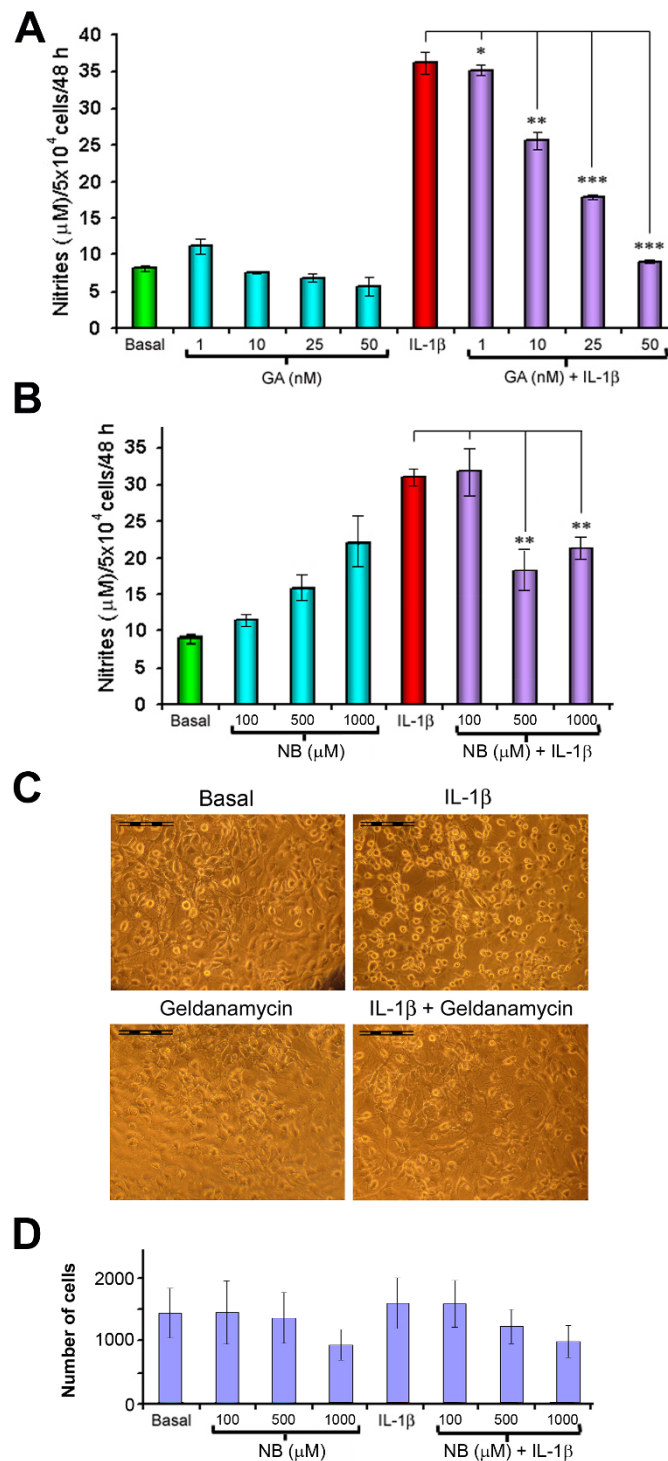 A
Nitrites (μM)/5x10⁴ cells/48 h
40
35
30
25
20
15
10
5
0
*
**
***
***
Basal 1 10 25 50 IL-1β 1 10 25 50
GA (nM) GA (nM) + IL-1β
B
Nitrites (μM)/5x10⁴ cells/48 h
35
30
25
20
15
10
5
0
**
**
Basal 100 500 1000 IL-1β 100 500 1000
NB (μM) NB (μM) + IL-1β
C
Basal IL-1β
Geldanamycin IL-1β + Geldanamycin
D
Number of cells
2000
1000
0
Basal 100 500 1000 IL-1β 100 500 1000
NB (μM) NB (μM) + IL-1β